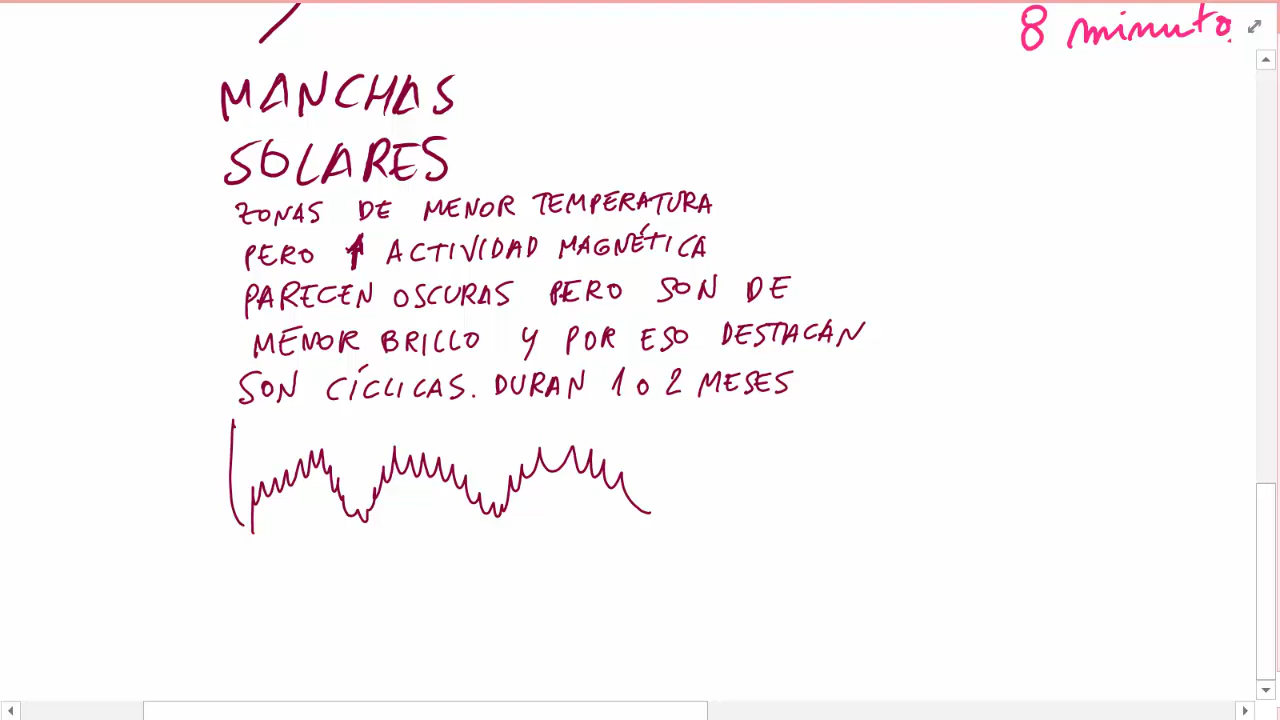 8 minuto.
MANCHAS
SOLARES
ZONAS DE MENOR TEMPERATURA
PERO ↑ ACTIVIDAD MAGNÉTICA
PARECEN OSCURAS PERO SON DE
MENOR BRILLO Y POR ESO DESTACAN
SON CÍCLICAS. DURAN 1 O 2 MESES